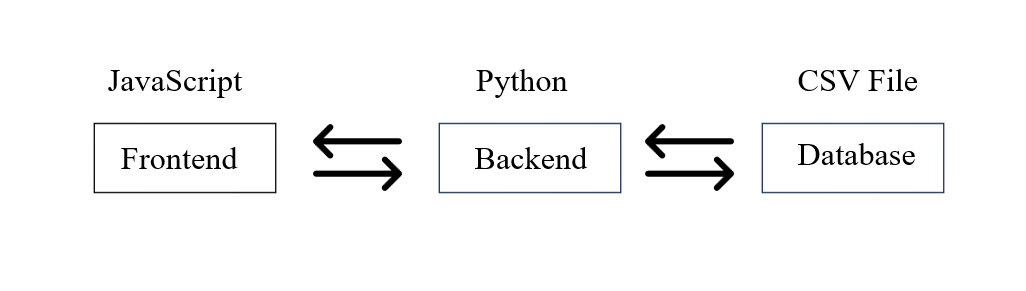 JavaScript
Python
CSV File
Frontend
Backend
Database